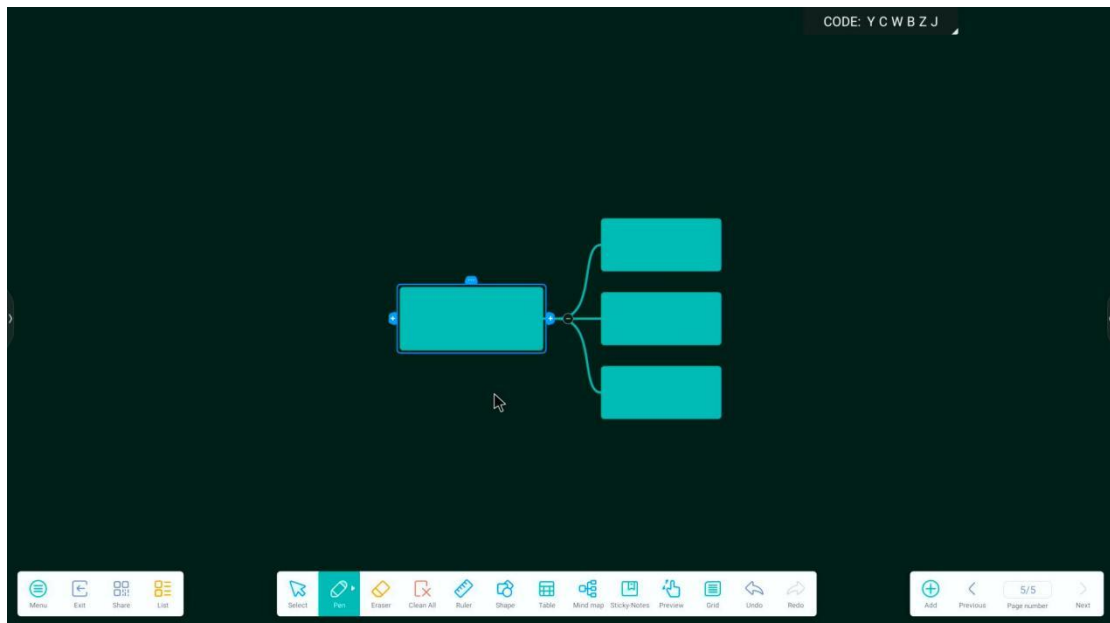 CODE: Y C W B Z J
Menu Exit Share List
Select Pen Eraser Clean All Ruler Shape Table Mind map Sticky-Notes Preview Grid Undo Redo
Add Previous 5/5 Page number Next